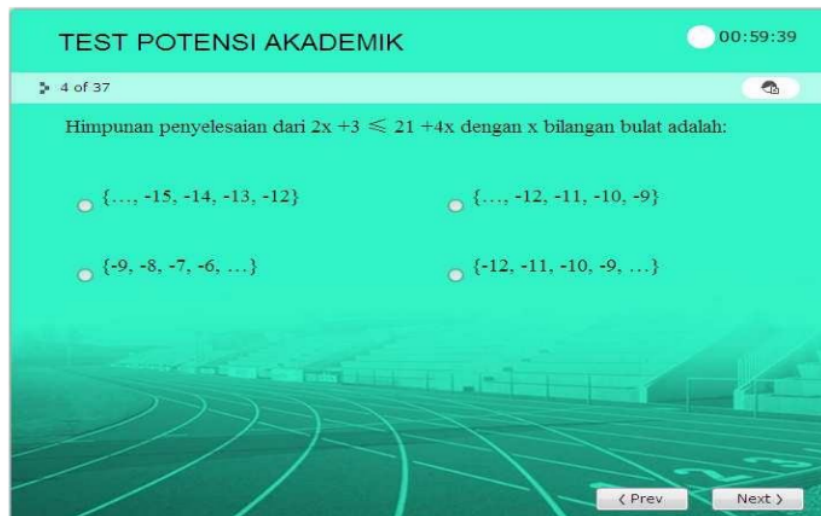 TEST POTENSI AKADEMIK
00:59:39
4 of 37
Himpunan penyelesaian dari 2x +3 ⩽ 21 +4x dengan x bilangan bulat adalah:
{…, -15, -14, -13, -12}
{…, -12, -11, -10, -9}
{-9, -8, -7, -6, …}
{-12, -11, -10, -9, …}
2 3
< Prev
Next >